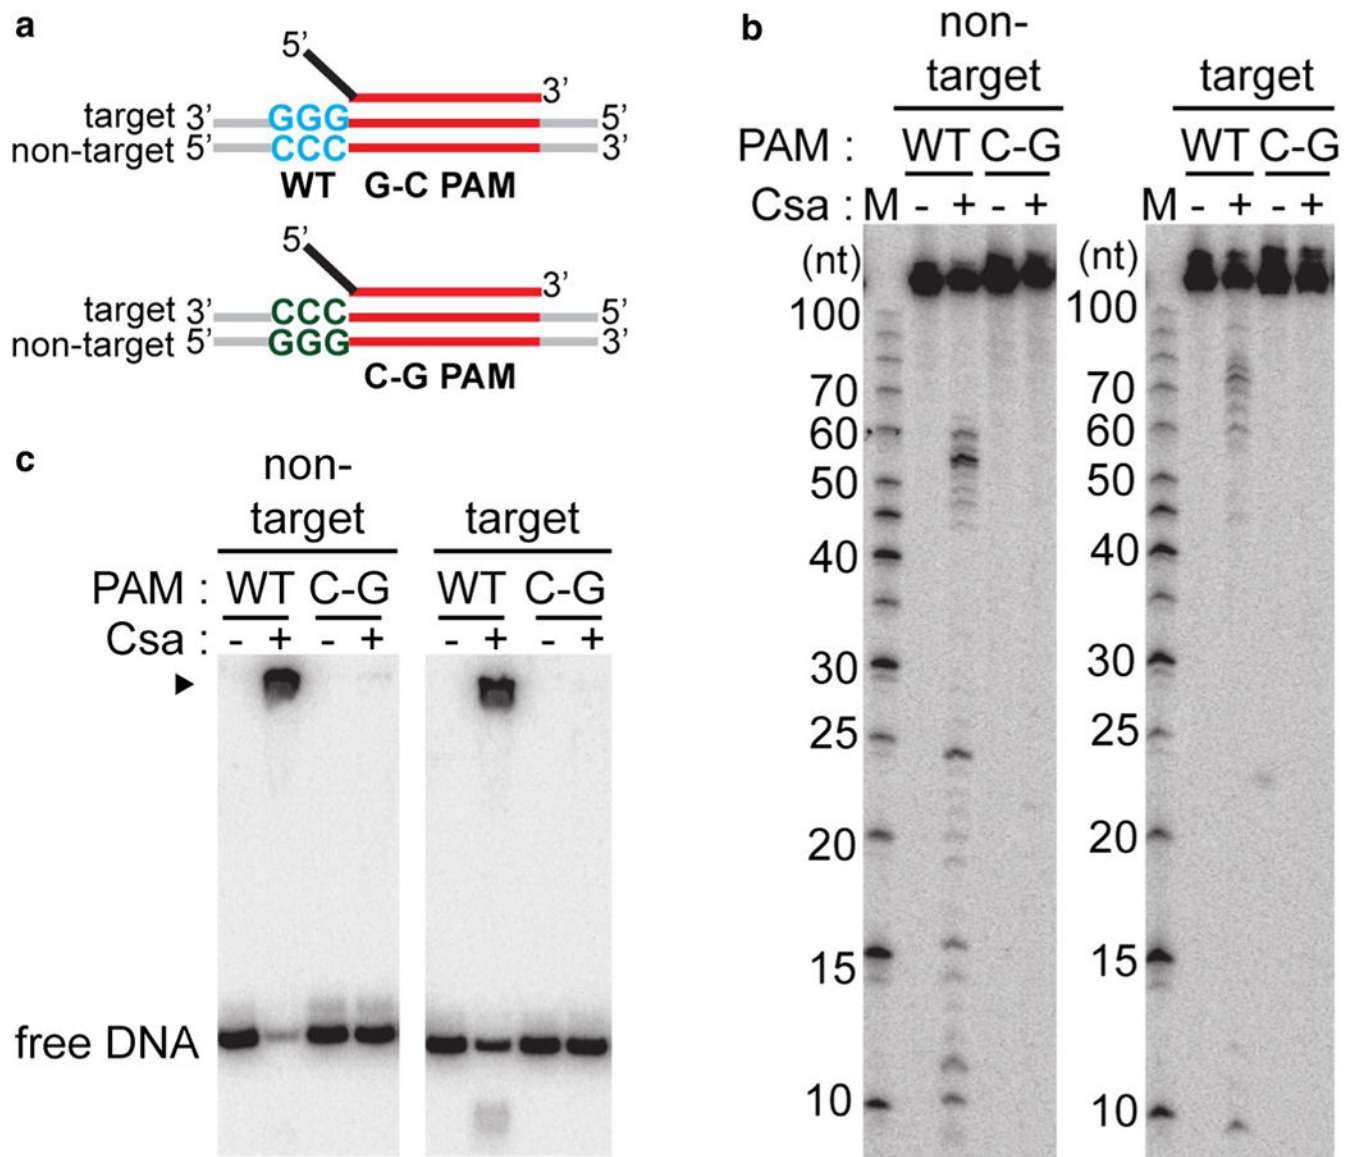 a
5’
3’
target 3’ GGG 5’
non-target 5’ CCC 3’
WT G-C PAM
5’
3’
target 3’ CCC 5’
non-target 5’ GGG 3’
C-G PAM
b
non-
target target
PAM : WT C-G WT C-G
Csa : M - + - + M - + - +
(nt) (nt)
100 100
70 70
60 60
50 50
40 40
30 30
25 25
20 20
15 15
10 10
c
non-
target target
PAM : WT C-G WT C-G
Csa : - + - + - + - +
free DNA